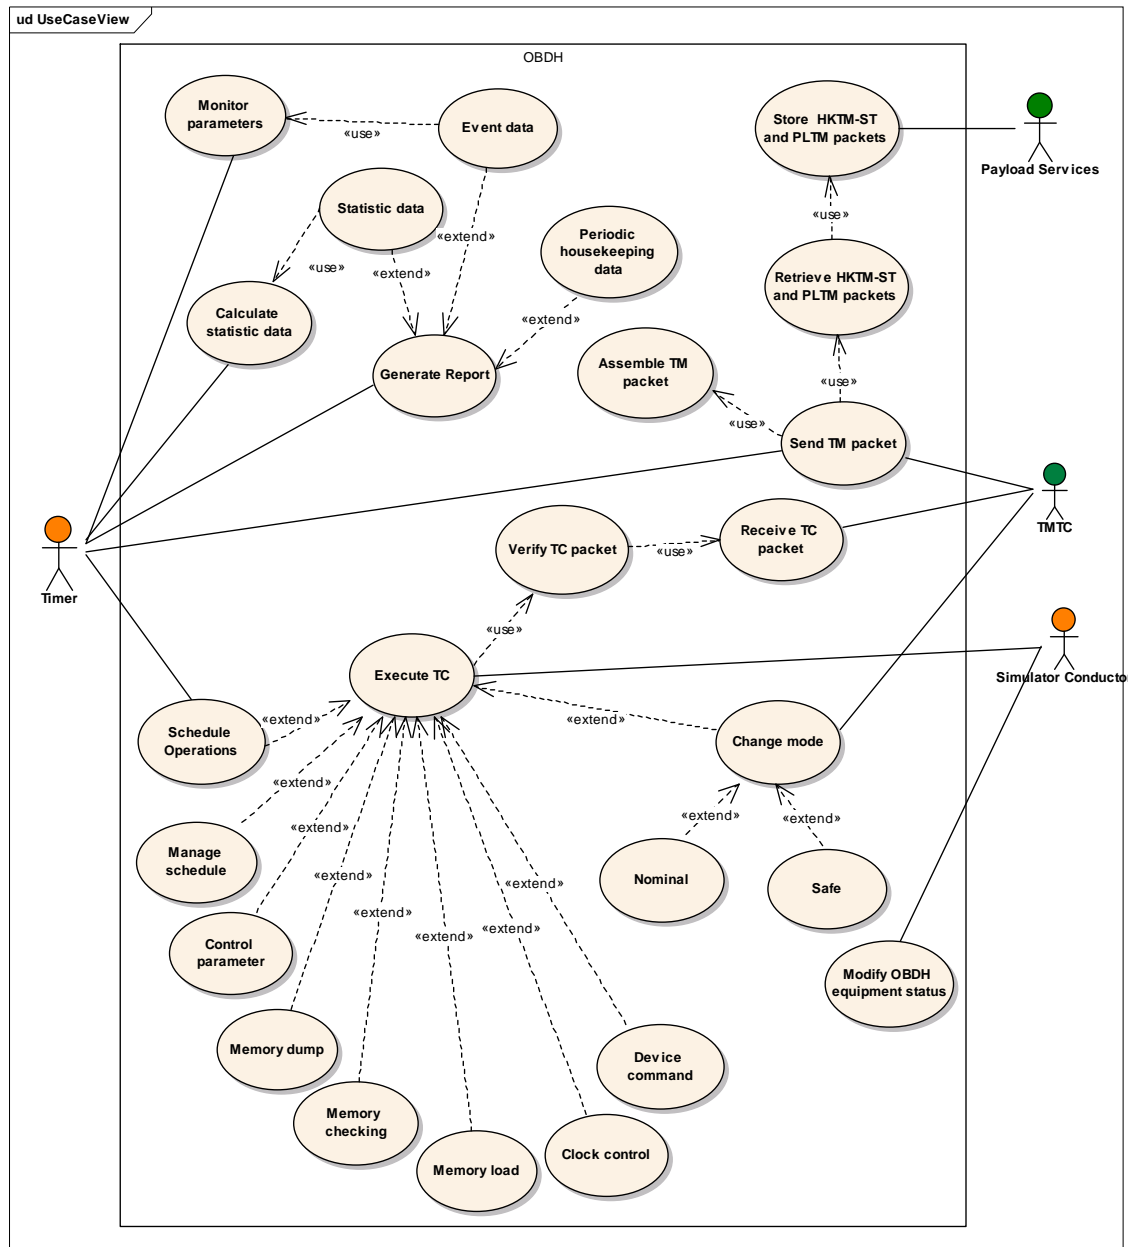 ud UseCaseView
OBDH
Monitor
parameters
«use»
Event data
Store HKTM-ST
and PLTM packets
Payload Services
Statistic data
«use»
«extend»
«extend»
Periodic
housekeeping
data
«use»
Retrieve HKTM-ST
and PLTM packets
Calculate
statistic data
«extend»
Generate Report
Assemble TM
packet
«use»
«use»
Send TM packet
TMTC
Timer
Verify TC packet
«use»
Receive TC
packet
«use»
Execute TC
Simulator Conductor
Schedule
Operations
«extend»
«extend»
Change mode
«extend»
Manage
schedule
«extend»
«extend»
«extend»
«extend»
«extend»
«extend»
«extend»
«extend»
Nominal
Safe
Control
parameter
Modify OBDH
equipment status
Memory dump
Device
command
Memory
checking
Memory load
Clock control